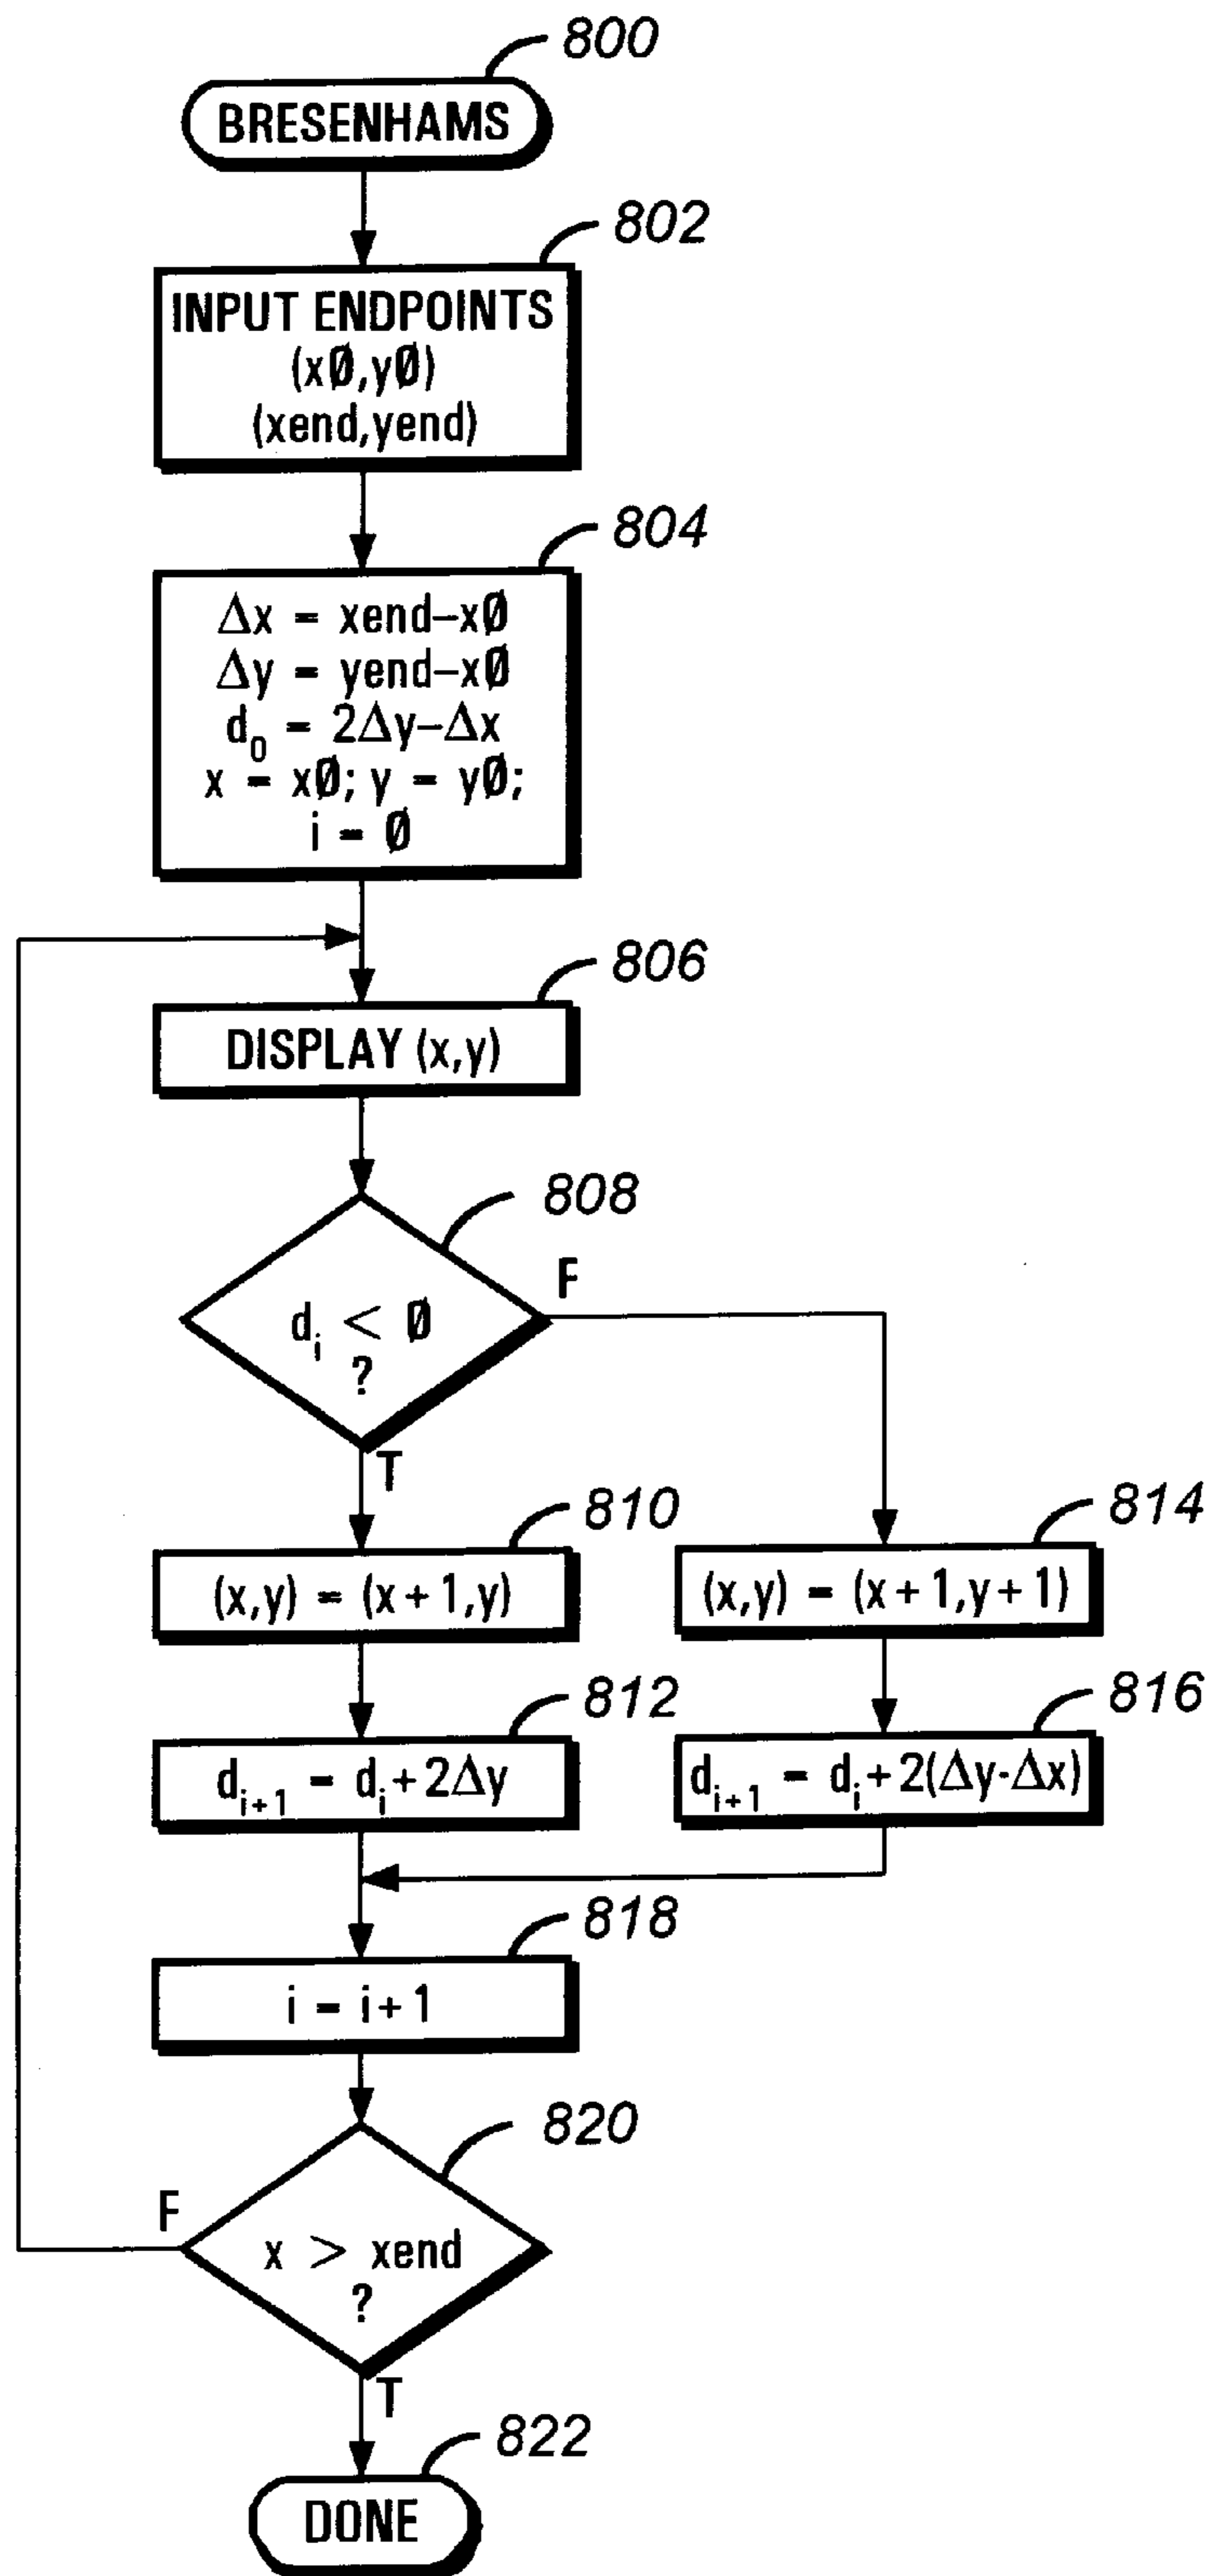 800
BRESENHAMS
802
INPUT ENDPOINTS
(xØ,yØ)
(xend,yend)
804
Δx = xend–xØ
Δy = yend–xØ
d₀ = 2Δy–Δx
x = xØ; y = yØ;
i = Ø
806
DISPLAY (x,y)
808
dᵢ < Ø
?
F
T
810
(x,y) = (x+1,y)
814
(x,y) = (x+1,y+1)
812
dᵢ₊₁ = dᵢ+2Δy
816
dᵢ₊₁ = dᵢ+2(Δy-Δx)
818
i = i+1
820
F
x > xend
?
T
822
DONE